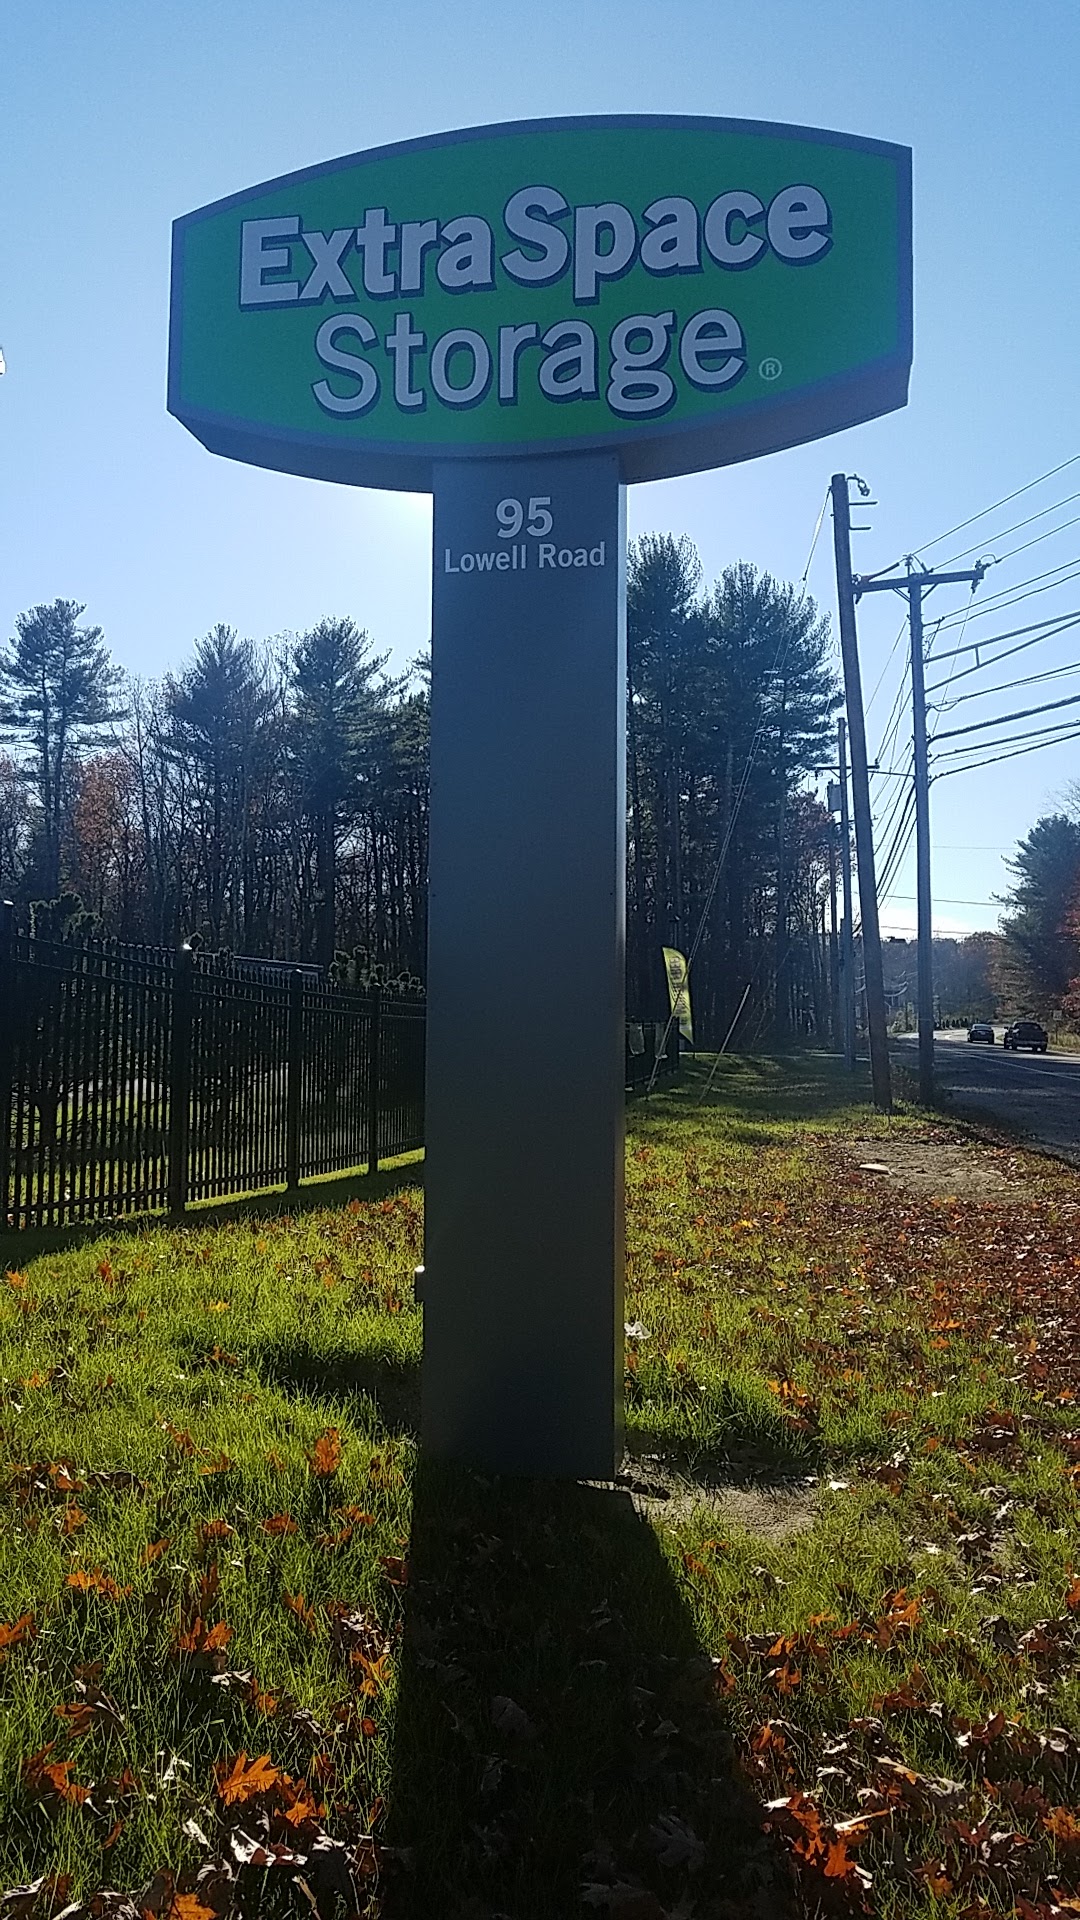 ExtraSpace
Storage®
95
Lowell Road